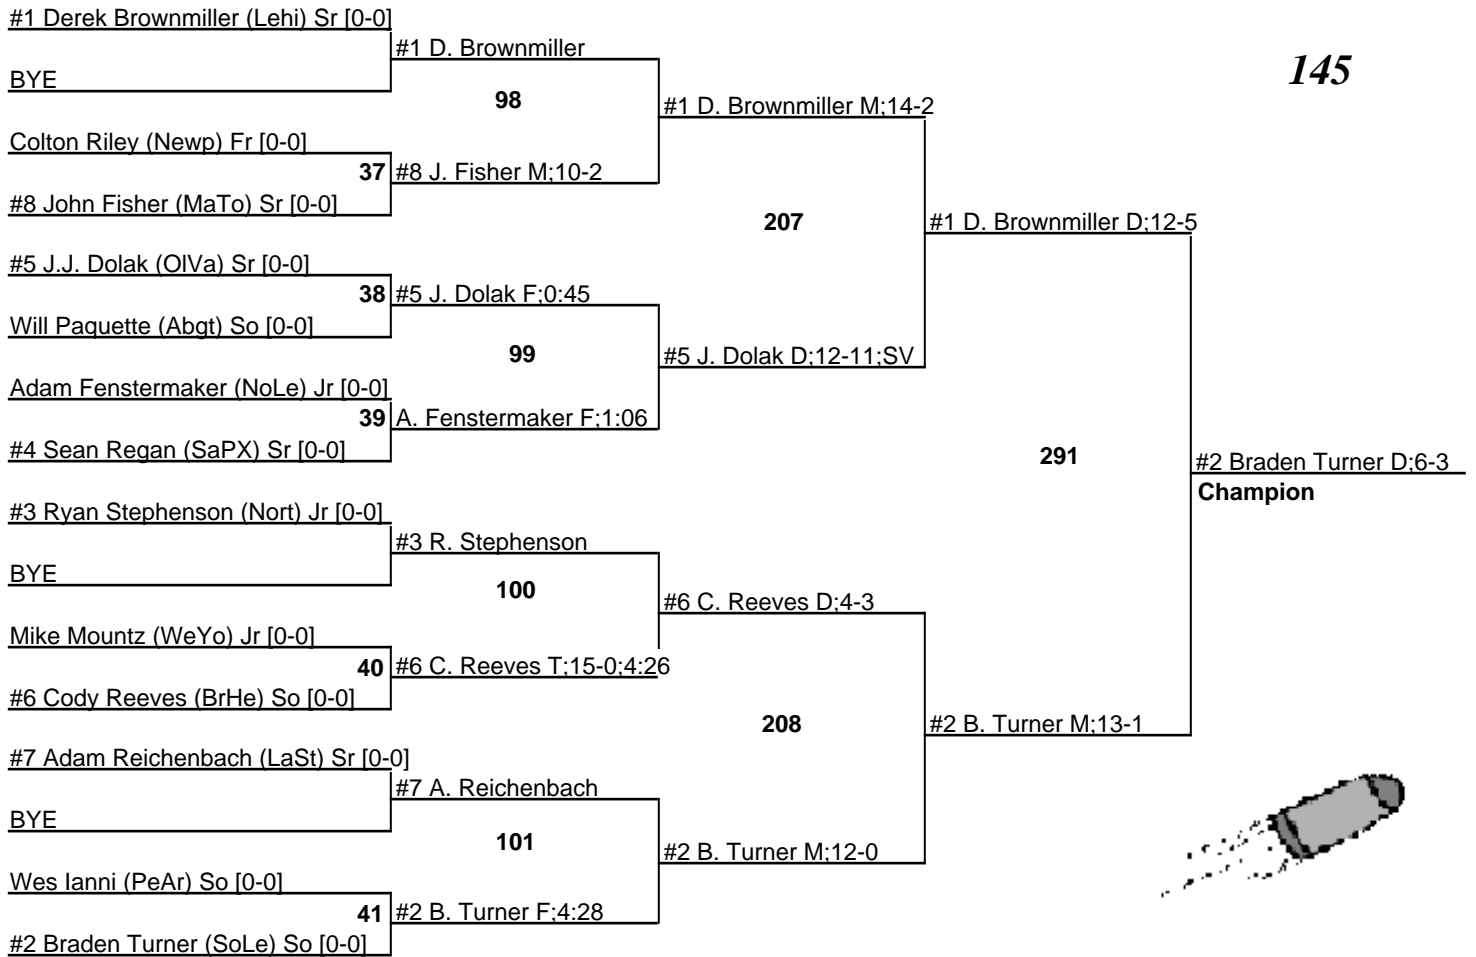 #1 Derek Brownmiller (Lehi) Sr [0-0]
#1 D. Brownmiller
145
BYE
98
#1 D. Brownmiller M;14-2
Colton Riley (Newp) Fr [0-0]
37 #8 J. Fisher M;10-2
#8 John Fisher (MaTo) Sr [0-0]
207
#1 D. Brownmiller D;12-5
#5 J.J. Dolak (OlVa) Sr [0-0]
38 #5 J. Dolak F;0:45
Will Paquette (Abgt) So [0-0]
99
#5 J. Dolak D;12-11;SV
Adam Fenstermaker (NoLe) Jr [0-0]
39 A. Fenstermaker F;1:06
#4 Sean Regan (SaPX) Sr [0-0]
291
#2 Braden Turner D;6-3
Champion
#3 Ryan Stephenson (Nort) Jr [0-0]
#3 R. Stephenson
BYE
100
#6 C. Reeves D;4-3
Mike Mountz (WeYo) Jr [0-0]
40 #6 C. Reeves T;15-0;4:26
#6 Cody Reeves (BrHe) So [0-0]
208
#2 B. Turner M;13-1
#7 Adam Reichenbach (LaSt) Sr [0-0]
#7 A. Reichenbach
BYE
101
#2 B. Turner M;12-0
Wes Ianni (PeAr) So [0-0]
41 #2 B. Turner F;4:28
#2 Braden Turner (SoLe) So [0-0]